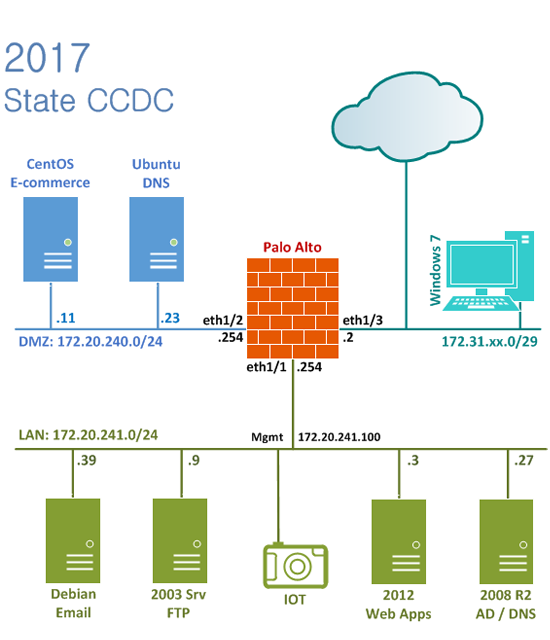 2017
State CCDC
CentOS
E-commerce
Ubuntu
DNS
Palo Alto
Windows 7
.11
.23
eth1/2
eth1/3
DMZ: 172.20.240.0/24
.254
.2
172.31.xx.0/29
eth1/1
.254
LAN: 172.20.241.0/24
Mgmt
172.20.241.100
.39
.9
.3
.27
Debian
Email
2003 Srv
FTP
IOT
2012
Web Apps
2008 R2
AD / DNS